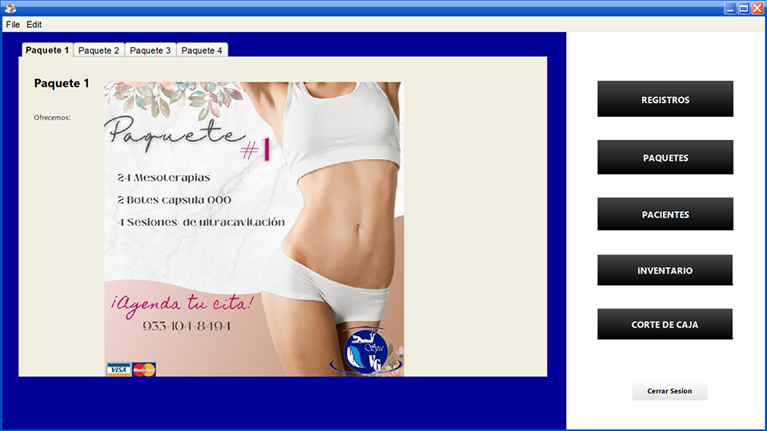 File Edit
Paquete 1 Paquete 2 Paquete 3 Paquete 4
Paquete 1
Ofrecemos:
Paquete
#1
24 Mesoterapias
2 Botes capsula 000
4 Sesiones de ultracavitación
¡Agenda tu cita!
933-104-8494
VISA MasterCard
Spa
VG
REGISTROS
PAQUETES
PACIENTES
INVENTARIO
CORTE DE CAJA
Cerrar Sesion